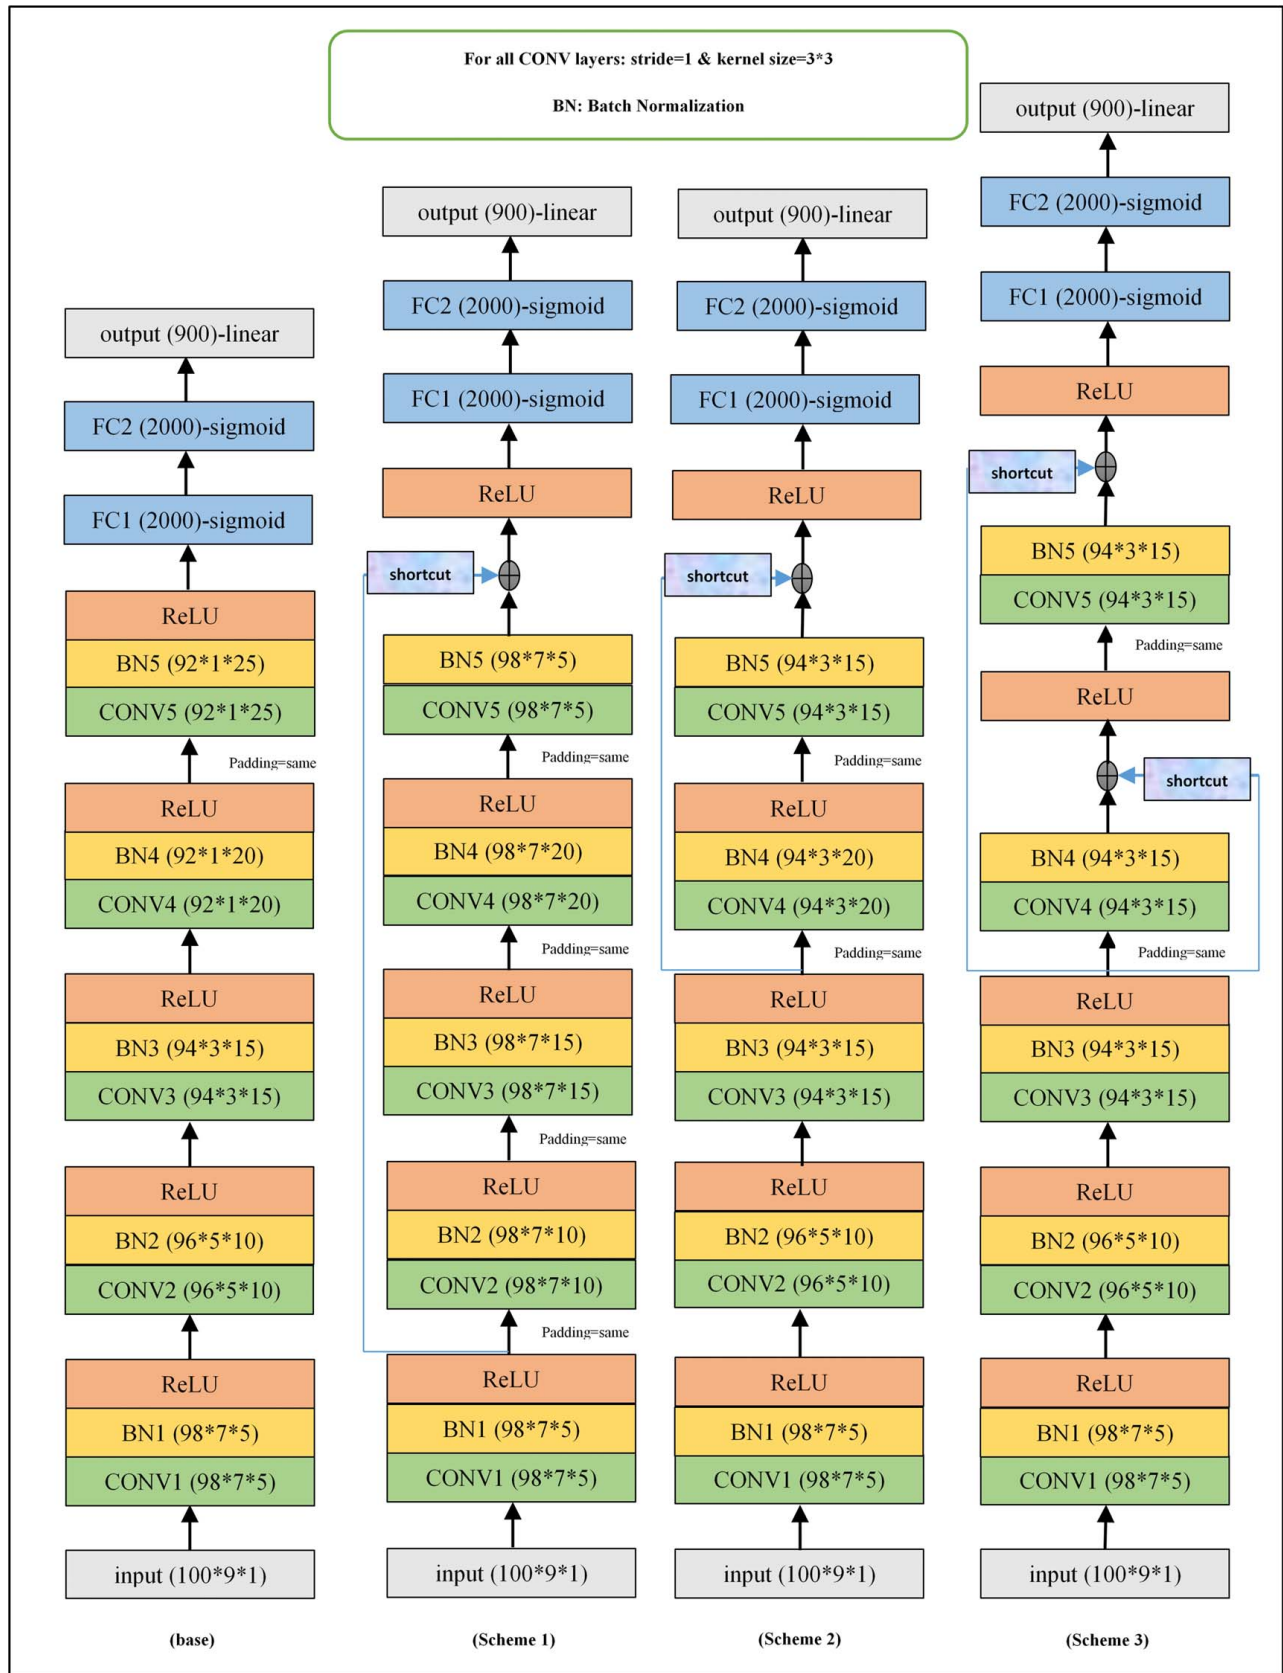 For all CONV layers: stride=1 & kernel size=3*3
BN: Batch Normalization
output (900)-linear
FC2 (2000)-sigmoid
FC1 (2000)-sigmoid
ReLU
BN5 (92*1*25)
CONV5 (92*1*25)
Padding=same
ReLU
BN4 (92*1*20)
CONV4 (92*1*20)
ReLU
BN3 (94*3*15)
CONV3 (94*3*15)
ReLU
BN2 (96*5*10)
CONV2 (96*5*10)
ReLU
BN1 (98*7*5)
CONV1 (98*7*5)
input (100*9*1)
(base)
output (900)-linear
FC2 (2000)-sigmoid
FC1 (2000)-sigmoid
ReLU
shortcut
BN5 (98*7*5)
CONV5 (98*7*5)
Padding=same
ReLU
BN4 (98*7*20)
CONV4 (98*7*20)
Padding=same
ReLU
BN3 (98*7*15)
CONV3 (98*7*15)
Padding=same
ReLU
BN2 (98*7*10)
CONV2 (98*7*10)
Padding=same
ReLU
BN1 (98*7*5)
CONV1 (98*7*5)
input (100*9*1)
(Scheme 1)
output (900)-linear
FC2 (2000)-sigmoid
FC1 (2000)-sigmoid
ReLU
shortcut
BN5 (94*3*15)
CONV5 (94*3*15)
Padding=same
ReLU
BN4 (94*3*20)
CONV4 (94*3*20)
Padding=same
ReLU
BN3 (94*3*15)
CONV3 (94*3*15)
ReLU
BN2 (96*5*10)
CONV2 (96*5*10)
ReLU
BN1 (98*7*5)
CONV1 (98*7*5)
input (100*9*1)
(Scheme 2)
output (900)-linear
FC2 (2000)-sigmoid
FC1 (2000)-sigmoid
ReLU
shortcut
BN5 (94*3*15)
CONV5 (94*3*15)
Padding=same
ReLU
shortcut
BN4 (94*3*15)
CONV4 (94*3*15)
Padding=same
ReLU
BN3 (94*3*15)
CONV3 (94*3*15)
ReLU
BN2 (96*5*10)
CONV2 (96*5*10)
ReLU
BN1 (98*7*5)
CONV1 (98*7*5)
input (100*9*1)
(Scheme 3)